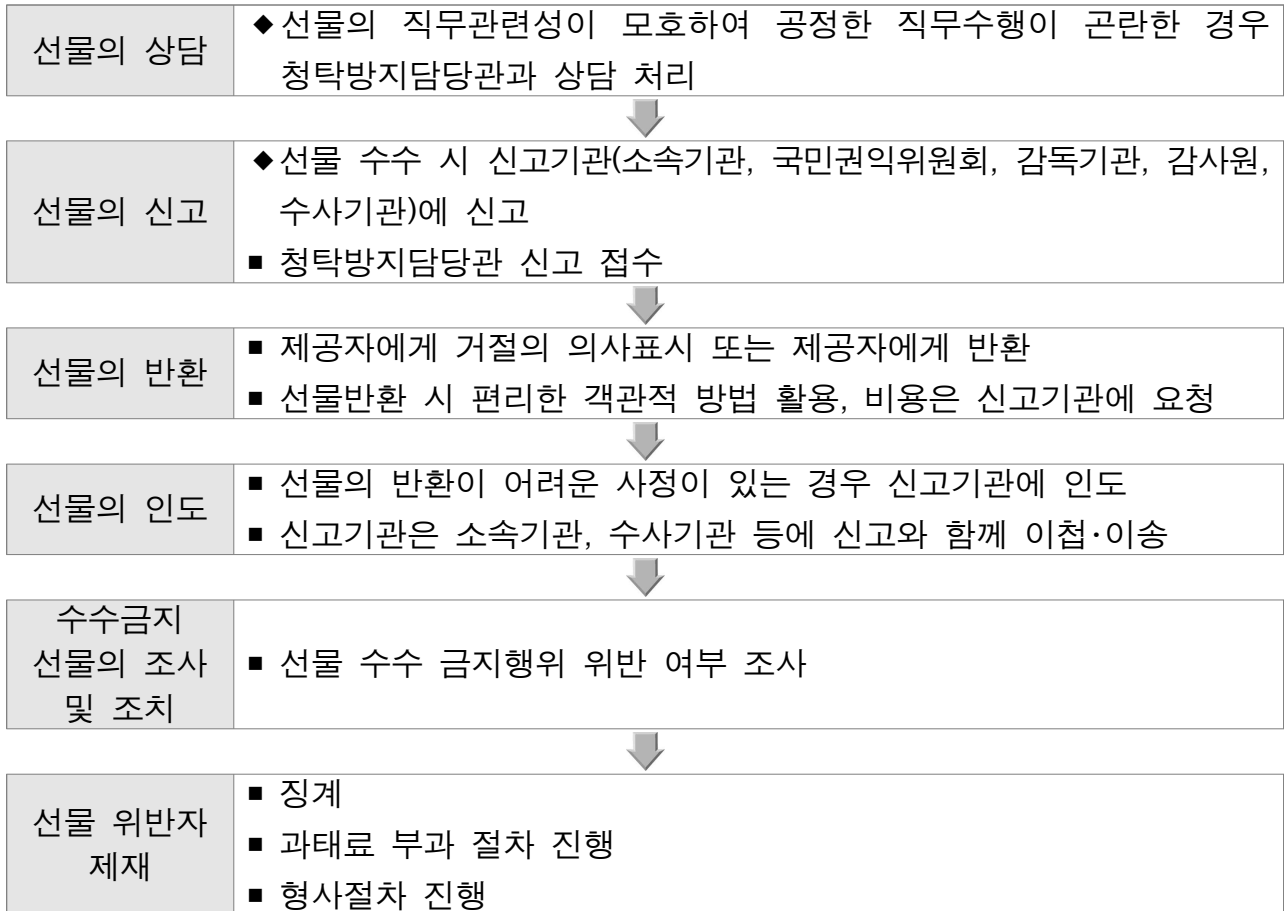 선물의 상담
◆선물의 직무관련성이 모호하여 공정한 직무수행이 곤란한 경우
청탁방지담당관과 상담 처리
선물의 신고
◆선물 수수 시 신고기관(소속기관, 국민권익위원회, 감독기관, 감사원,
수사기관)에 신고
■ 청탁방지담당관 신고 접수
선물의 반환
■ 제공자에게 거절의 의사표시 또는 제공자에게 반환
■ 선물반환 시 편리한 객관적 방법 활용, 비용은 신고기관에 요청
선물의 인도
■ 선물의 반환이 어려운 사정이 있는 경우 신고기관에 인도
■ 신고기관은 소속기관, 수사기관 등에 신고와 함께 이첩·이송
수수금지
선물의 조사
및 조치
■ 선물 수수 금지행위 위반 여부 조사
선물 위반자
제재
■ 징계
■ 과태료 부과 절차 진행
■ 형사절차 진행